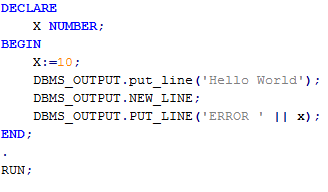 DECLARE
    X NUMBER;
BEGIN
    X:=10;
    DBMS_OUTPUT.put_line('Hello World');
    DBMS_OUTPUT.NEW_LINE;
    DBMS_OUTPUT.PUT_LINE('ERROR ' || x);
END;
.
RUN;